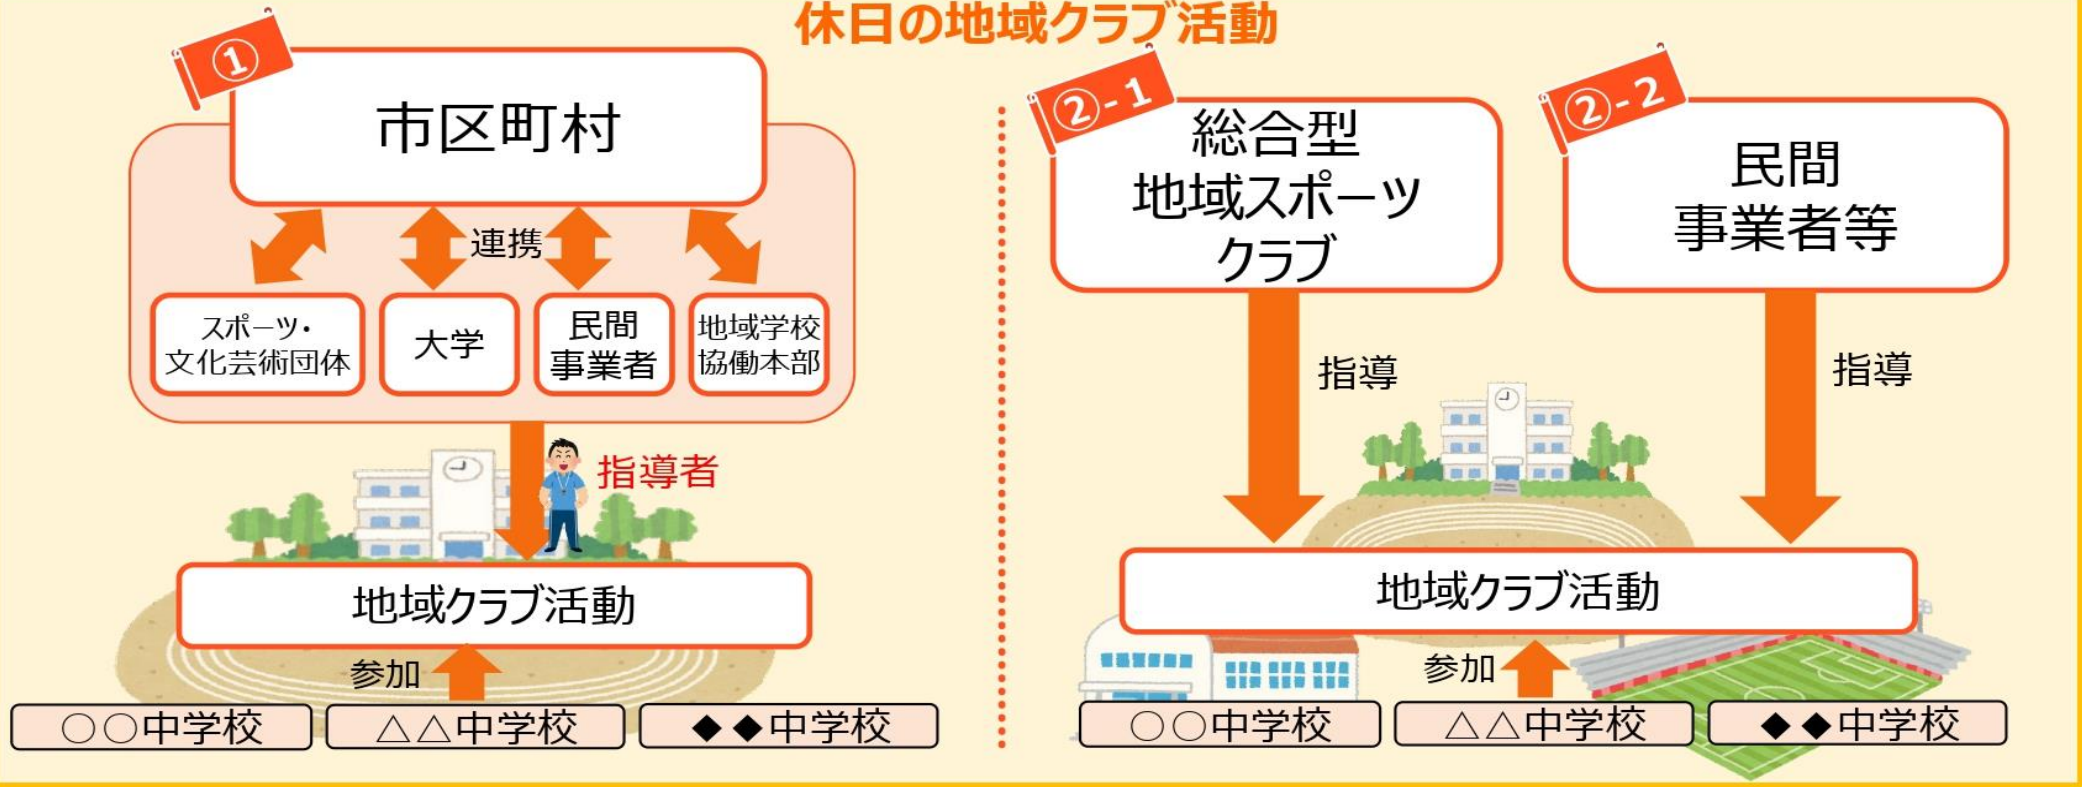 休日の地域クラブ活動
①
市区町村
連携
スポーツ・
文化芸術団体
大学
民間
事業者
地域学校
協働本部
指導者
地域クラブ活動
参加
○○中学校
△△中学校
◆◆中学校
②-1
総合型
地域スポーツ
クラブ
指導
②-2
民間
事業者等
指導
地域クラブ活動
参加
○○中学校
△△中学校
◆◆中学校